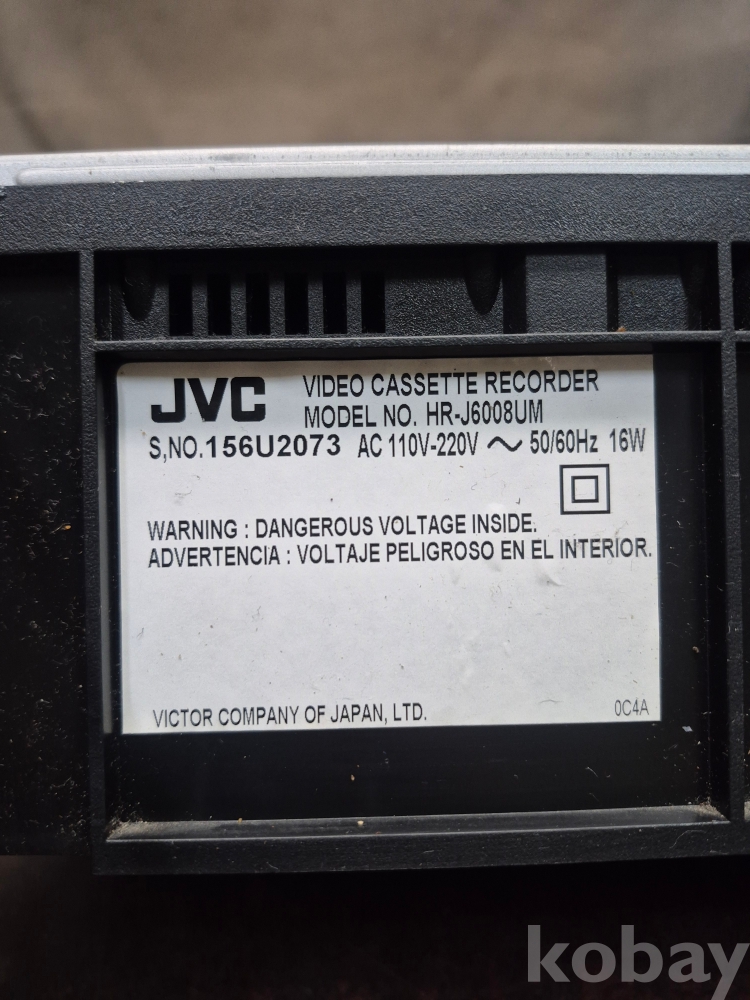 JVC VIDEO CASSETTE RECORDER
MODEL NO. HR-J6008UM
S,NO.156U2073 AC 110V-220V ~ 50/60Hz 16W
WARNING : DANGEROUS VOLTAGE INSIDE.
ADVERTENCIA : VOLTAJE PELIGROSO EN EL INTERIOR.
VICTOR COMPANY OF JAPAN, LTD. 0C4A
kobay